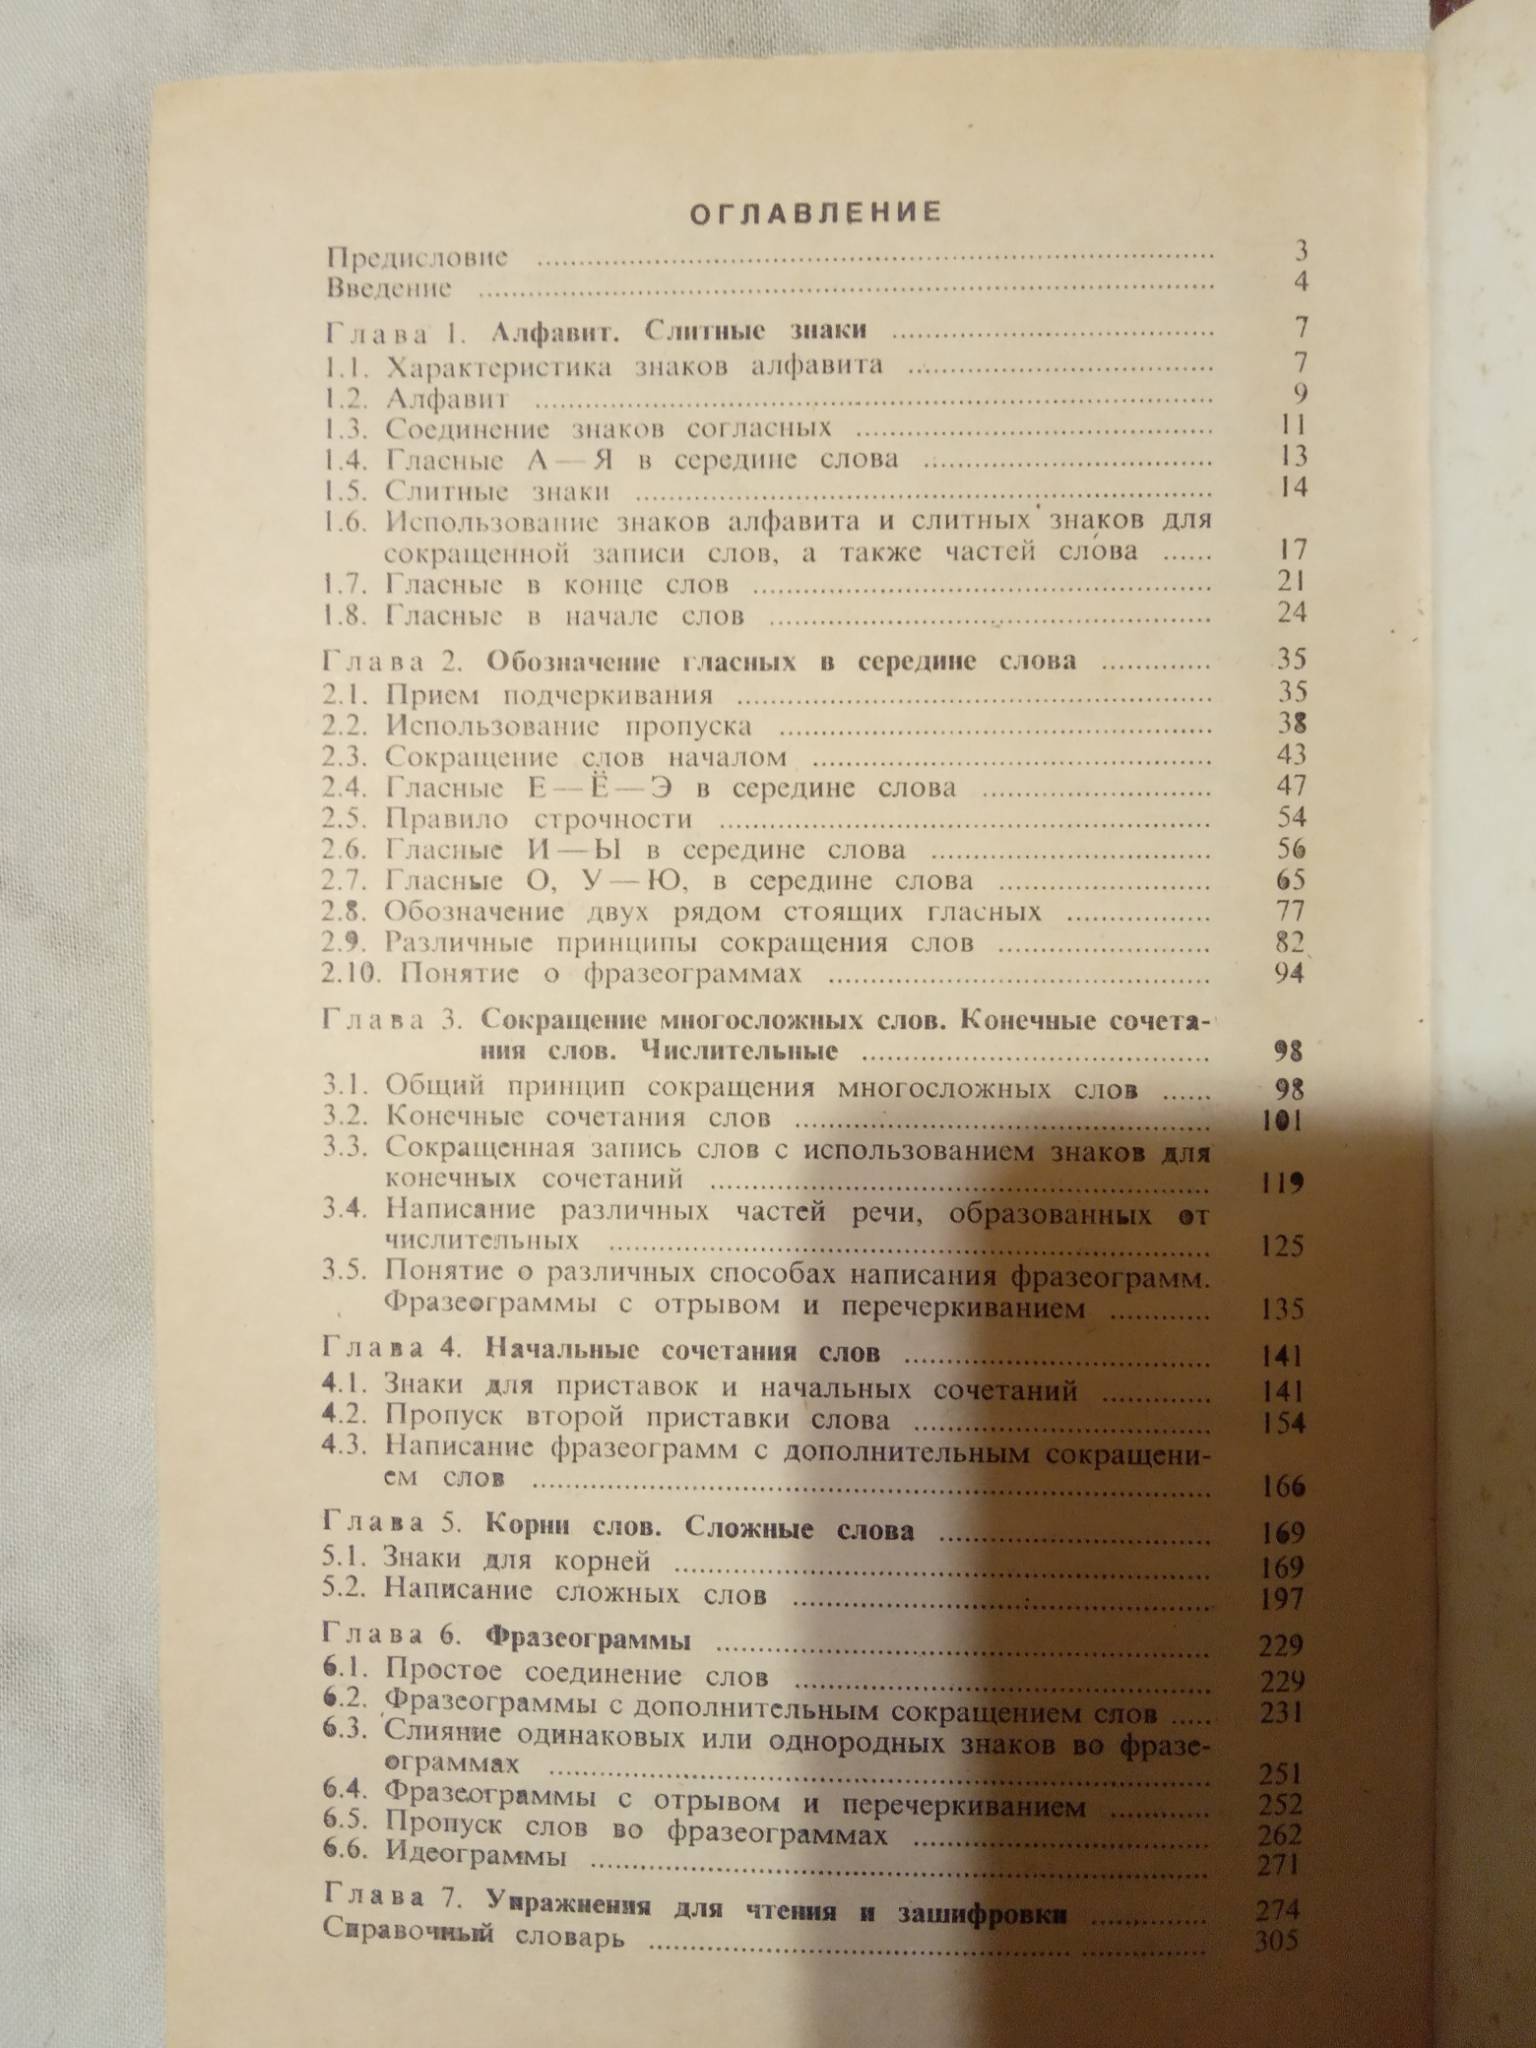 ОГЛАВЛЕНИЕ
Предисловие 3
Введение 4
Глава 1. Алфавит. Слитные знаки 7
1.1. Характеристика знаков алфавита 7
1.2. Алфавит 9
1.3. Соединение знаков согласных 11
1.4. Гласные А — Я в середине слова 13
1.5. Слитные знаки 14
1.6. Использование знаков алфавита и слитных знаков для
сокращенной записи слов, а также частей слова 17
1.7. Гласные в конце слов 21
1.8. Гласные в начале слов 24
Глава 2. Обозначение гласных в середине слова 35
2.1. Прием подчеркивания 35
2.2. Использование пропуска 38
2.3. Сокращение слов началом 43
2.4. Гласные Е — Ё — Э в середине слова 47
2.5. Правило строчности 54
2.6. Гласные И — Ы в середине слова 56
2.7. Гласные О, У — Ю, в середине слова 65
2.8. Обозначение двух рядом стоящих гласных 77
2.9. Различные принципы сокращения слов 82
2.10. Понятие о фразеограммах 94
Глава 3. Сокращение многосложных слов. Конечные сочета-
ния слов. Числительные 98
3.1. Общий принцип сокращения многосложных слов 98
3.2. Конечные сочетания слов 101
3.3. Сокращенная запись слов с использованием знаков для
конечных сочетаний 119
3.4. Написание различных частей речи, образованных от
числительных 125
3.5. Понятие о различных способах написания фразеограмм.
Фразеограммы с отрывом и перечеркиванием 135
Глава 4. Начальные сочетания слов 141
4.1. Знаки для приставок и начальных сочетаний 141
4.2. Пропуск второй приставки слова 154
4.3. Написание фразеограмм с дополнительным сокращени-
ем слов 166
Глава 5. Корни слов. Сложные слова 169
5.1. Знаки для корней 169
5.2. Написание сложных слов 197
Глава 6. Фразеограммы 229
6.1. Простое соединение слов 229
6.2. Фразеограммы с дополнительным сокращением слов 231
6.3. Слияние одинаковых или однородных знаков во фразе-
ограммах 251
6.4. Фразеограммы с отрывом и перечеркиванием 252
6.5. Пропуск слов во фразеограммах 262
6.6. Идеограммы 271
Глава 7. Упражнения для чтения и зашифровки 274
Справочный словарь 305